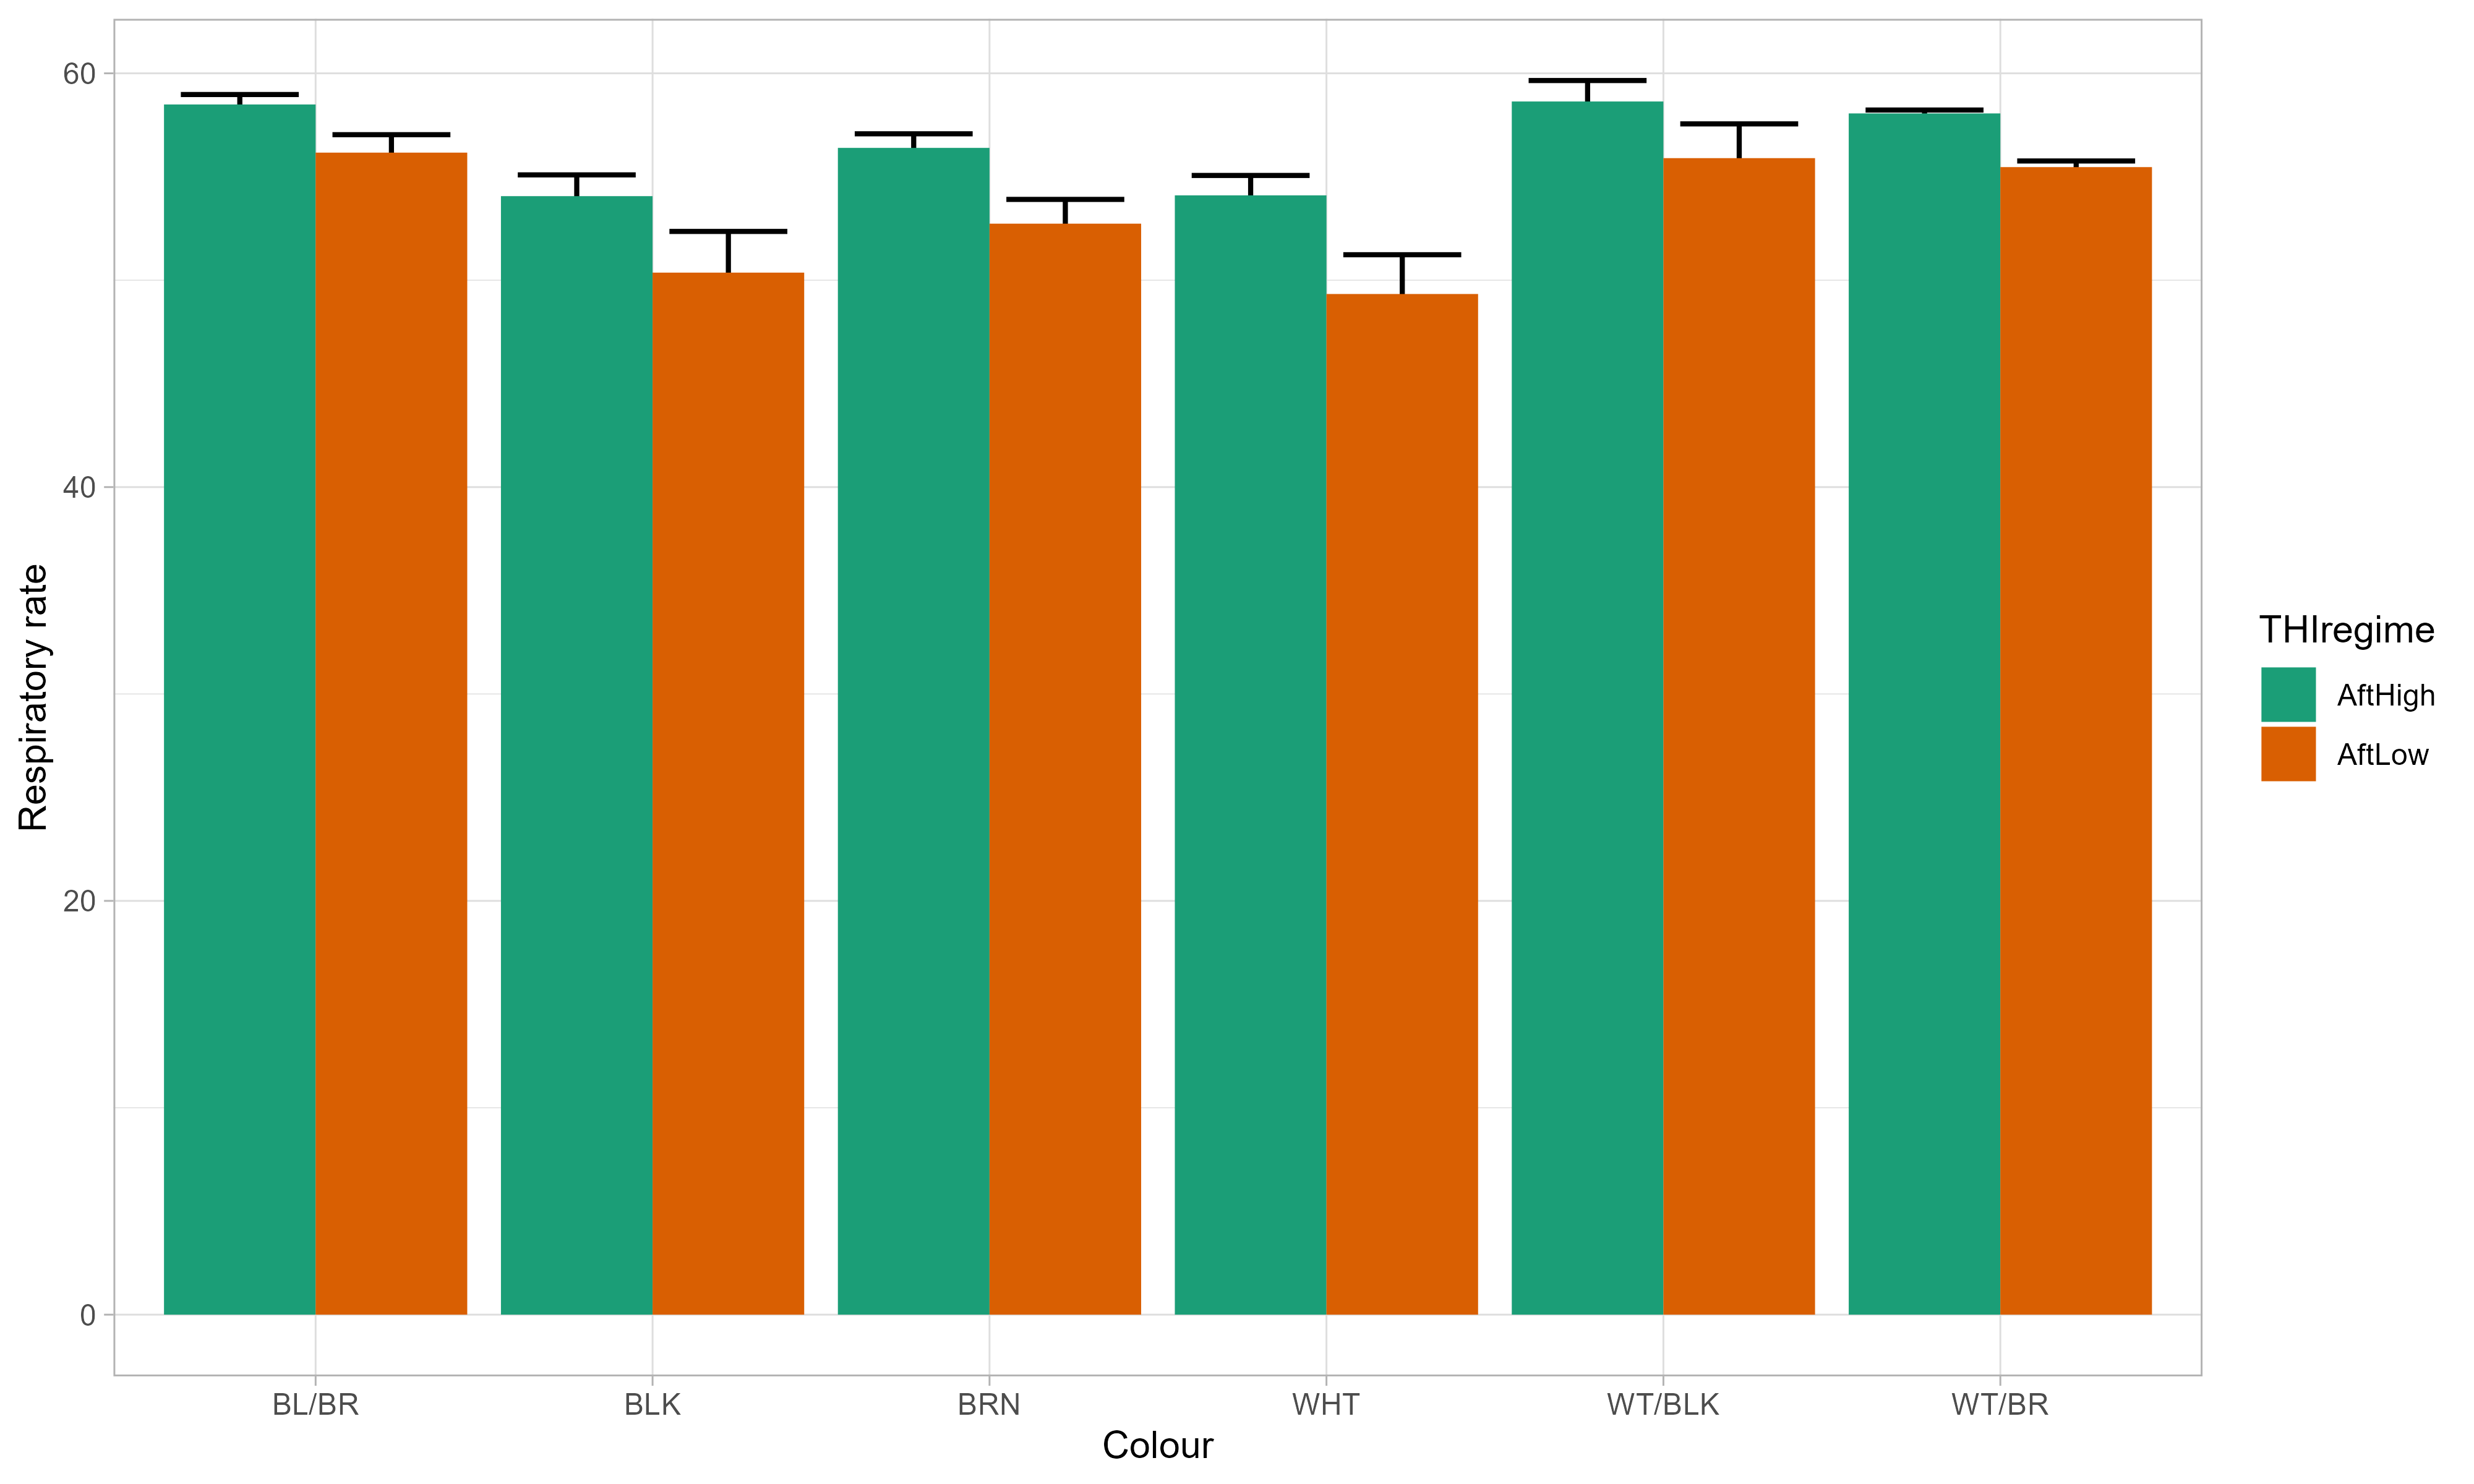 60
40
20
0
Respiratory rate
BL/BR
BLK
BRN
WHT
WT/BLK
WT/BR
Colour
THIregime
AftHigh
AftLow